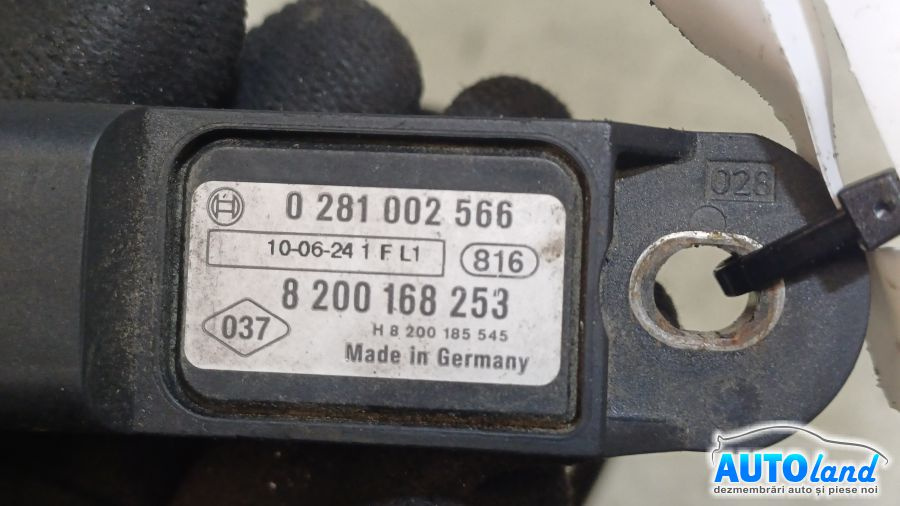 0 281 002 566
10-06-24 1 F L1
816
8 200 168 253
037
H 8 200 185 545
Made in Germany
028
AUTOland
dezmembrări auto și piese noi